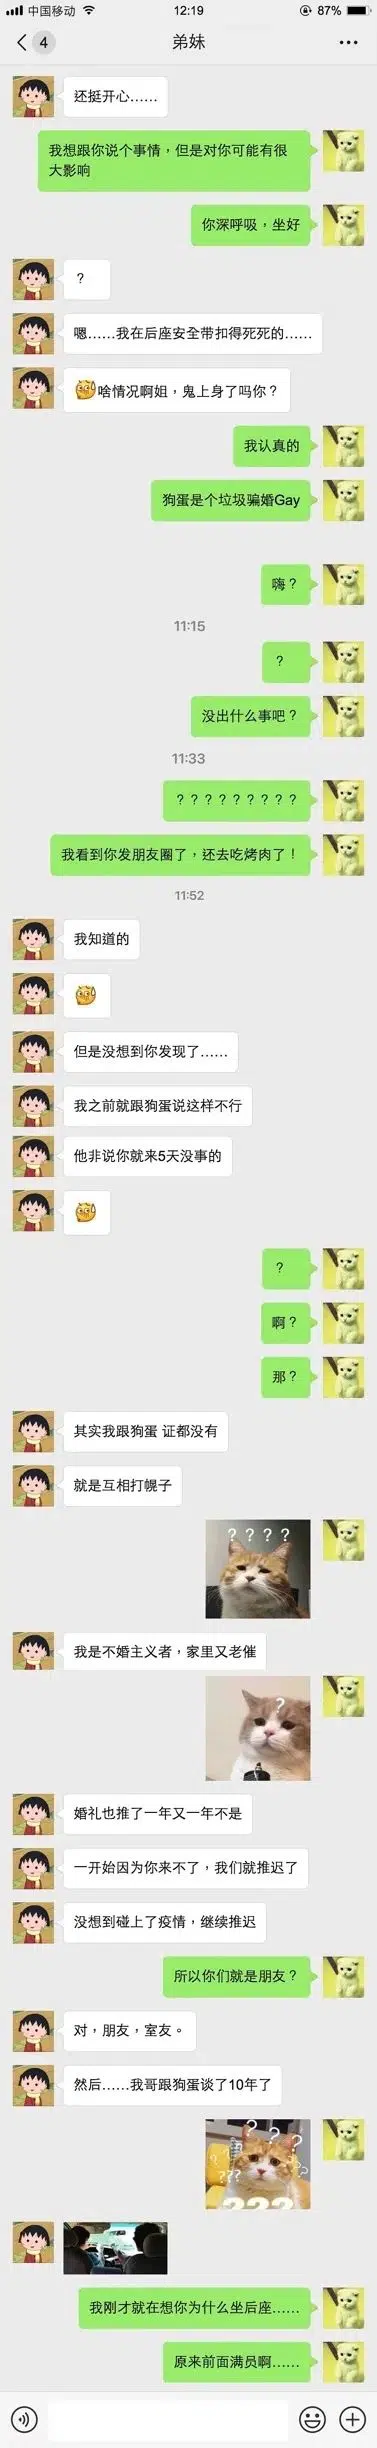 中国移动
12:19
87%
4
弟妹
还挺开心……
我想跟你说个事情，但是对你可能有很
大影响
你深呼吸，坐好
？
嗯……我在后座安全带扣得死死的……
啥情况啊姐，鬼上身了吗你？
我认真的
狗蛋是个垃圾骗婚Gay
嗨？
11:15
？
没出什么事吧？
11:33
？？？？？？？？？
我看到你发朋友圈了，还去吃烤肉了！
11:52
我知道的
但是没想到你发现了……
我之前就跟狗蛋说这样不行
他非说你就来5天没事的
？
啊？
那？
其实我跟狗蛋 证都没有
就是互相打幌子
? ? ? ?
我是不婚主义者，家里又老催
?
婚礼也推了一年又一年不是
一开始因为你来不了，我们就推迟了
没想到碰上了疫情，继续推迟
所以你们就是朋友？
对，朋友，室友。
然后……我哥跟狗蛋谈了10年了
? ? ?
???
???
我刚才就在想你为什么坐后座……
原来前面满员啊……